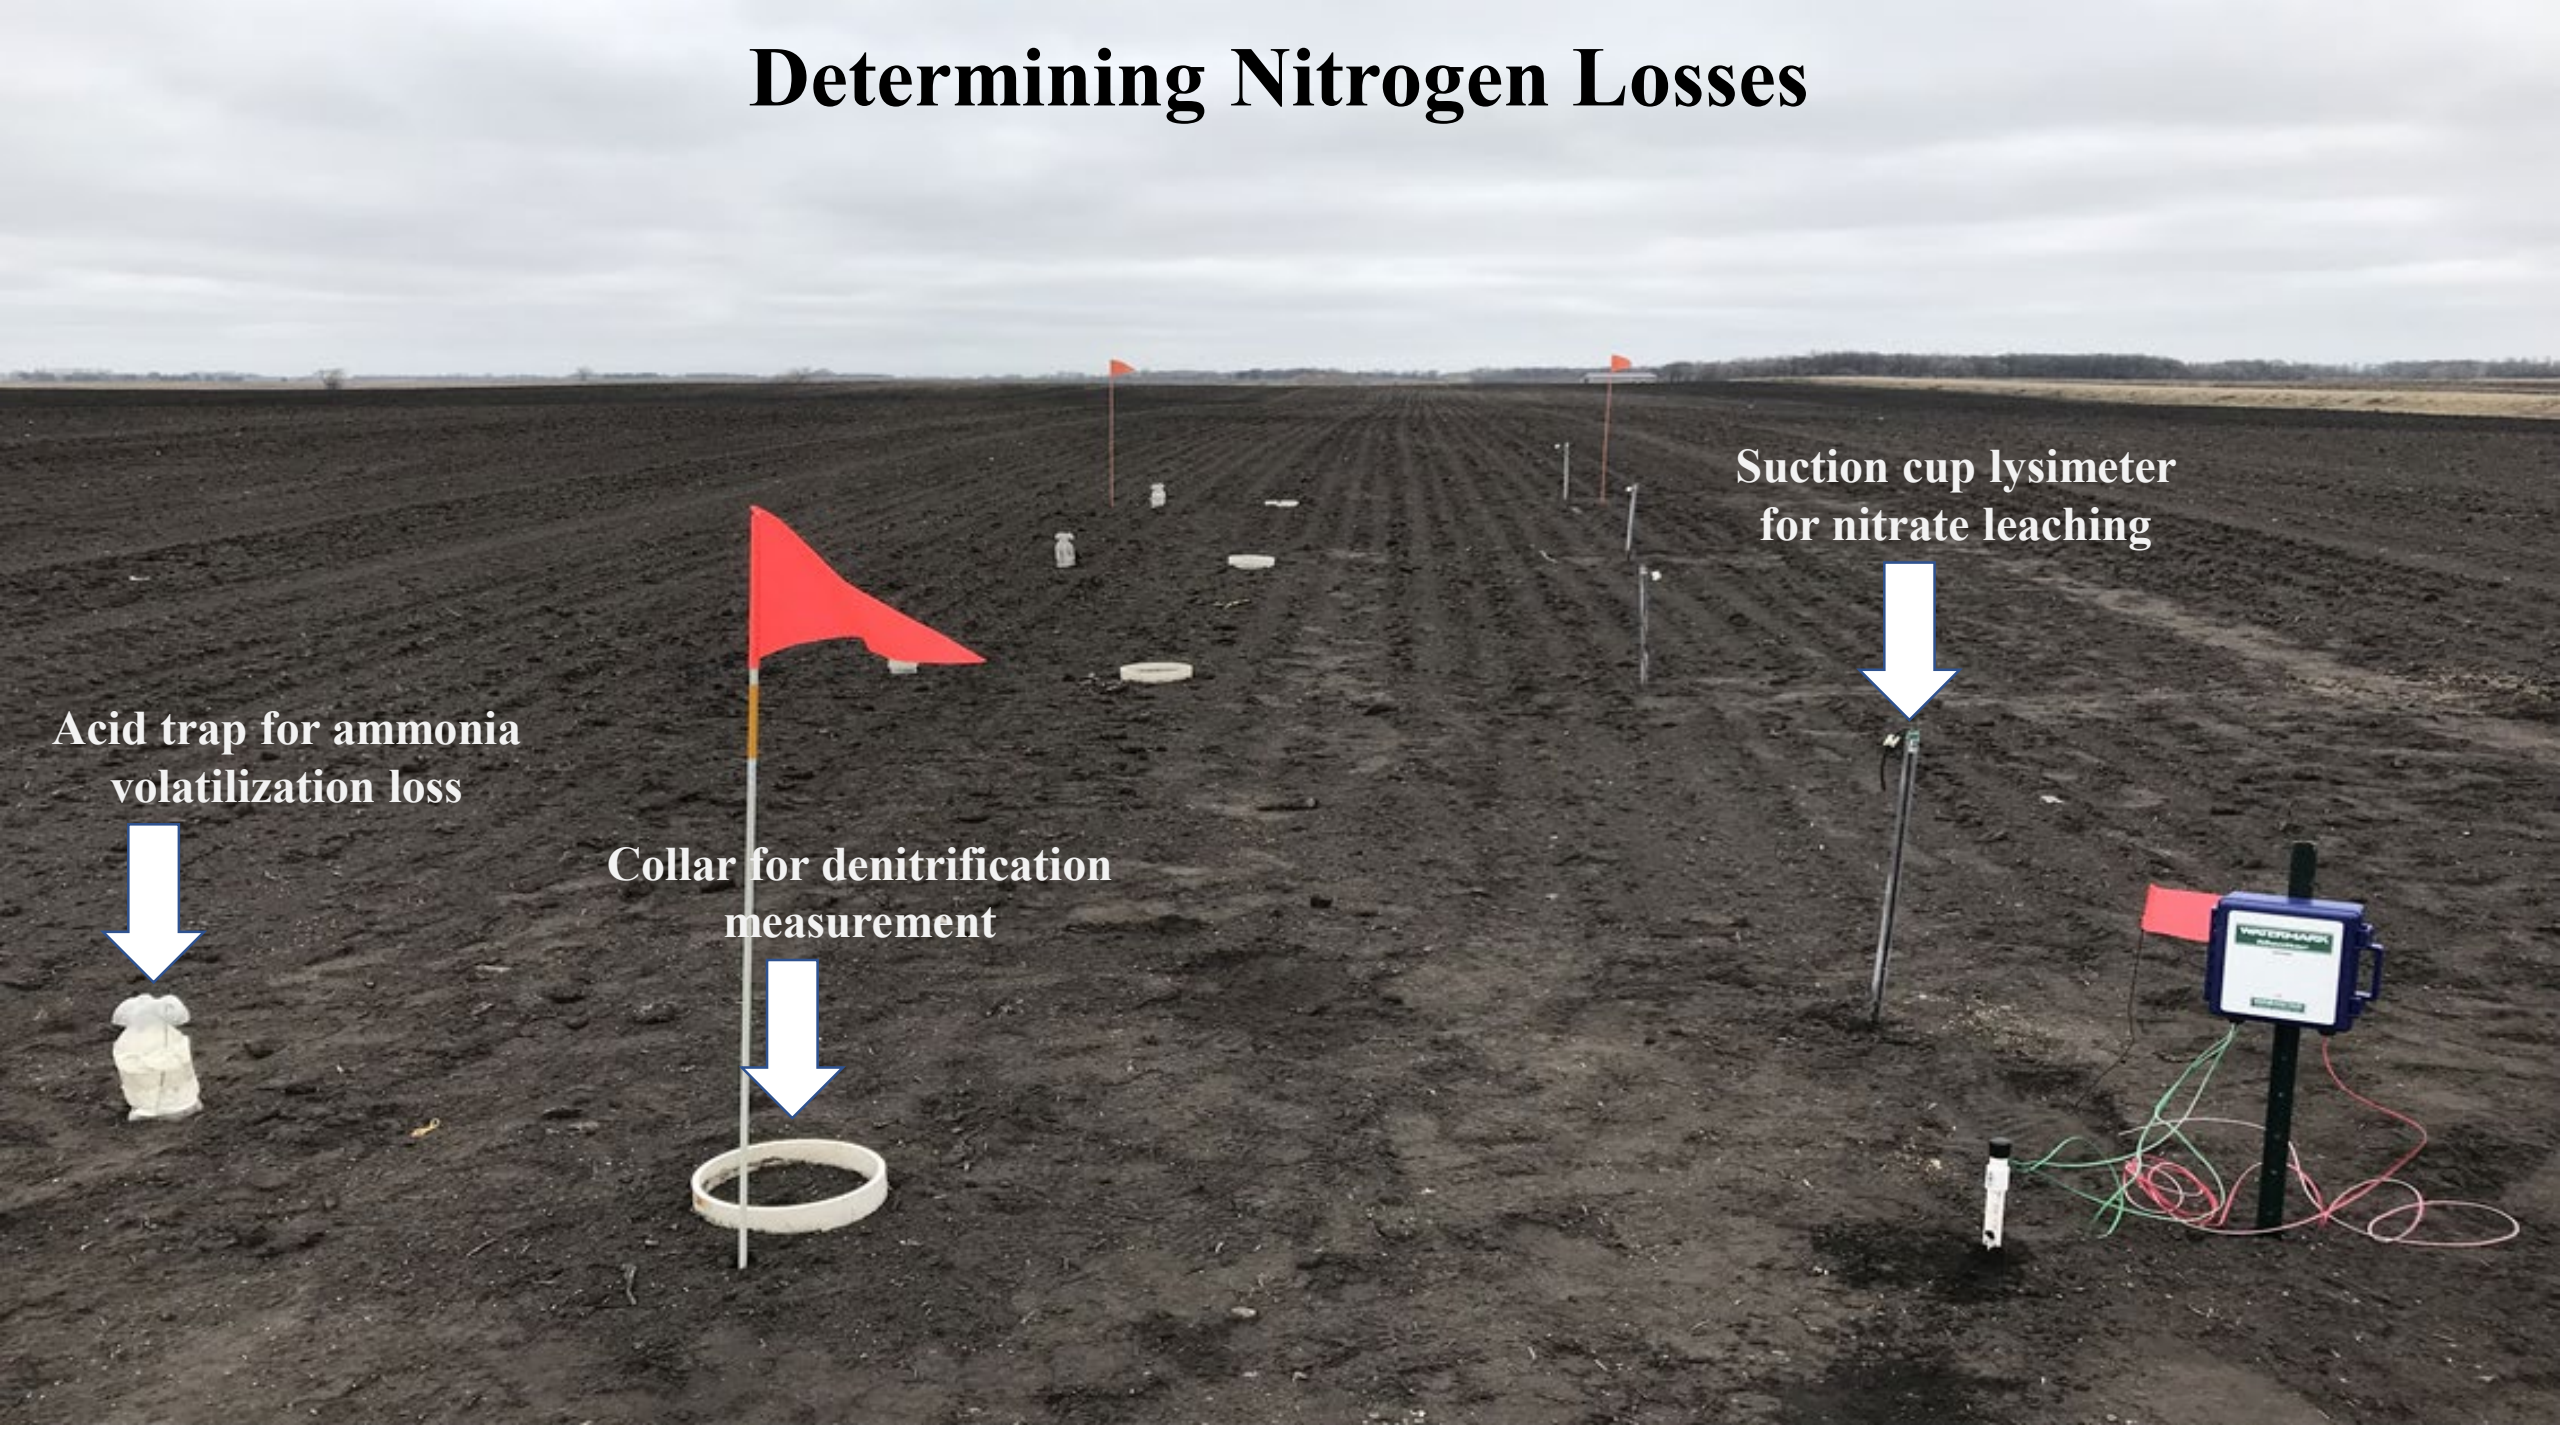 Determining Nitrogen Losses
Suction cup lysimeter
for nitrate leaching
Acid trap for ammonia
volatilization loss
Collar for denitrification
measurement
WATERMARK